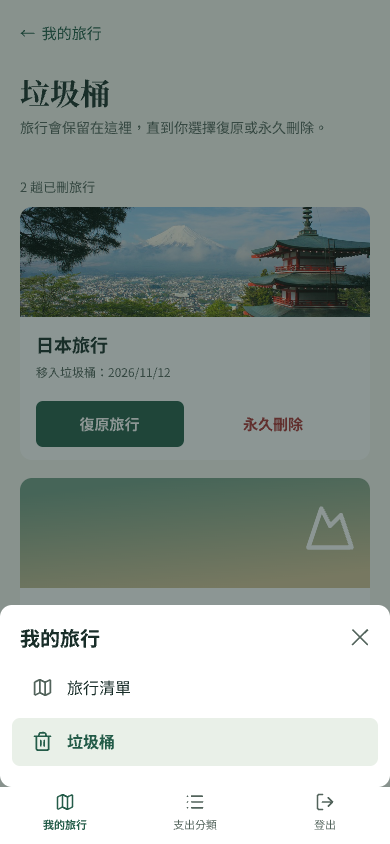 ← 我的旅行
垃圾桶
旅行會保留在這裡，直到你選擇復原或永久刪除。
2 趟已刪旅行
日本旅行
移入垃圾桶：2026/11/12
復原旅行 永久刪除
我的旅行
旅行清單
垃圾桶
我的旅行 支出分類 登出